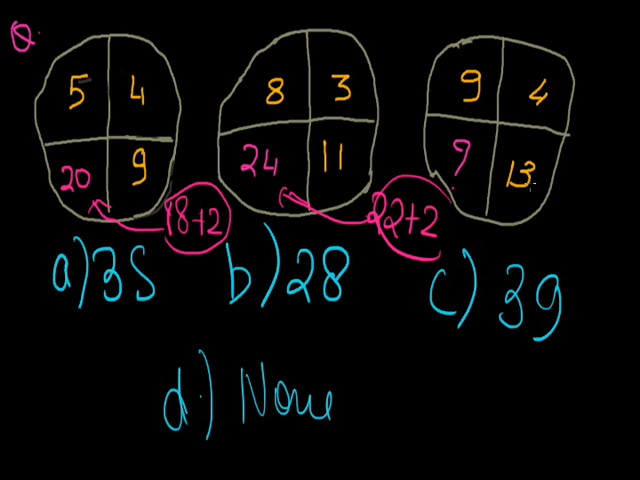 Q.
5 4 8 3 9 4
20 9 24 11 ? 13
18+2 22+2
a) 35 b) 28 c) 39
d.) None